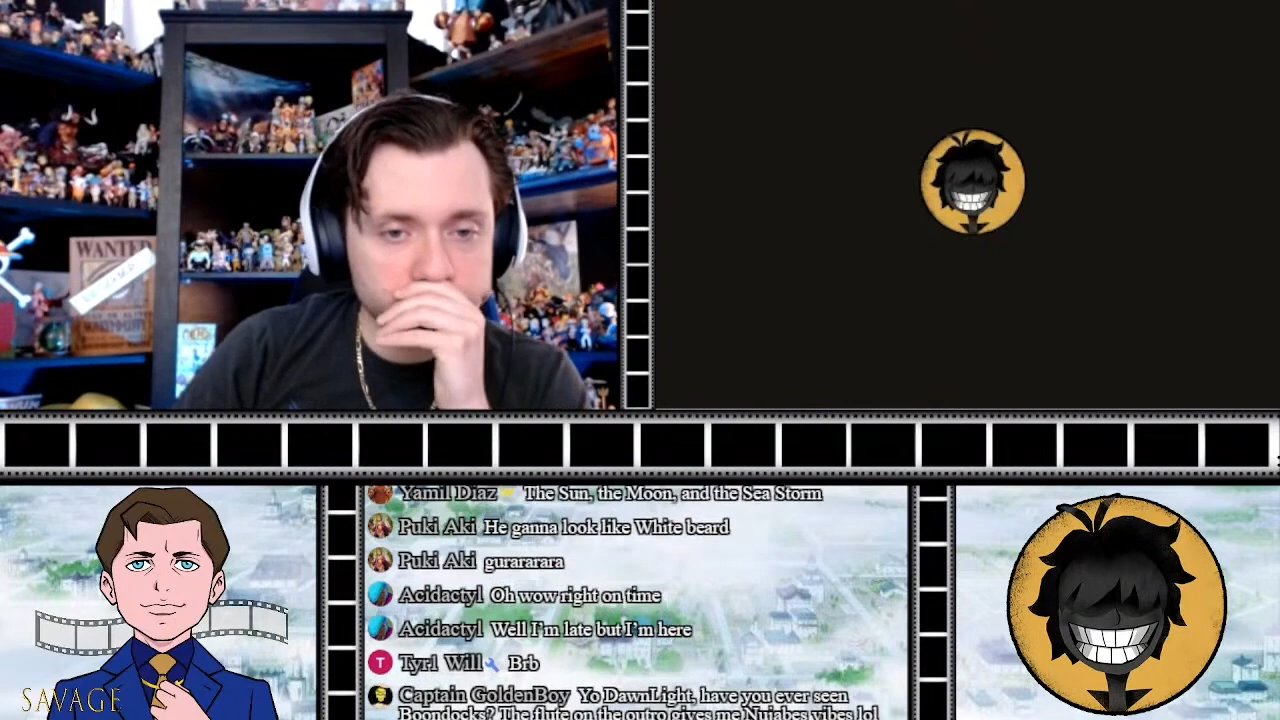 WANTED
Yamil Diaz The Sun, the Moon, and the Sea Storm
Puki Aki He ganna look like White beard
Puki Aki gurararara
Acidactyl Oh wow right on time
Acidactyl Well I'm late but I'm here
T Tyr1 Will Brb
Captain GoldenBoy Yo DawnLight, have you ever seen
Boondocks? The flute on the outro gives me Nujabes vibes lol
SAVAGE